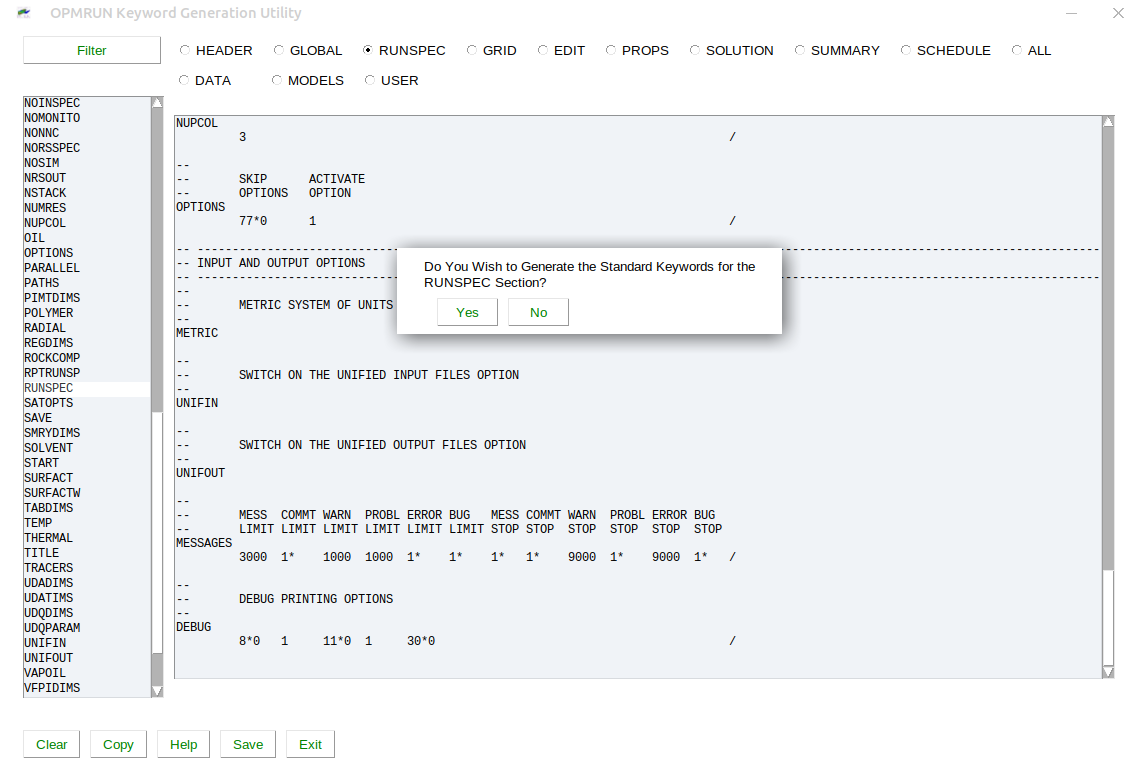 OPMRUN Keyword Generation Utility
Filter
HEADER GLOBAL RUNSPEC GRID EDIT PROPS SOLUTION SUMMARY SCHEDULE ALL
DATA MODELS USER
NOINSPEC
NOMONITO
NONNC
NORSSPEC
NOSIM
NRSOUT
NSTACK
NUMRES
NUPCOL
OIL
OPTIONS
PARALLEL
PATHS
PIMTDIMS
POLYMER
RADIAL
REGDIMS
ROCKCOMP
RPTRUNSP
RUNSPEC
SATOPTS
SAVE
SMRYDIMS
SOLVENT
START
SURFACT
SURFACTW
TABDIMS
TEMP
THERMAL
TITLE
TRACERS
UDADIMS
UDATIMS
UDQDIMS
UDQPARAM
UNIFIN
UNIFOUT
VAPOIL
VFPIDIMS
NUPCOL
3 /
--
-- SKIP ACTIVATE
-- OPTIONS OPTION
OPTIONS
77*0 1 /
-- --------------------------------------------------------------------------------
-- INPUT AND OUTPUT OPTIONS
-- --------------------------------------------------------------------------------
--
-- METRIC SYSTEM OF UNITS
--
METRIC
--
-- SWITCH ON THE UNIFIED INPUT FILES OPTION
--
UNIFIN
--
-- SWITCH ON THE UNIFIED OUTPUT FILES OPTION
--
UNIFOUT
--
-- MESS COMMT WARN PROBL ERROR BUG MESS COMMT WARN PROBL ERROR BUG
-- LIMIT LIMIT LIMIT LIMIT LIMIT LIMIT STOP STOP STOP STOP STOP STOP
MESSAGES
3000 1* 1000 1000 1* 1* 1* 1* 9000 1* 9000 1* /
--
-- DEBUG PRINTING OPTIONS
--
DEBUG
8*0 1 11*0 1 30*0 /
Do You Wish to Generate the Standard Keywords for the
RUNSPEC Section?
Yes No
Clear Copy Help Save Exit